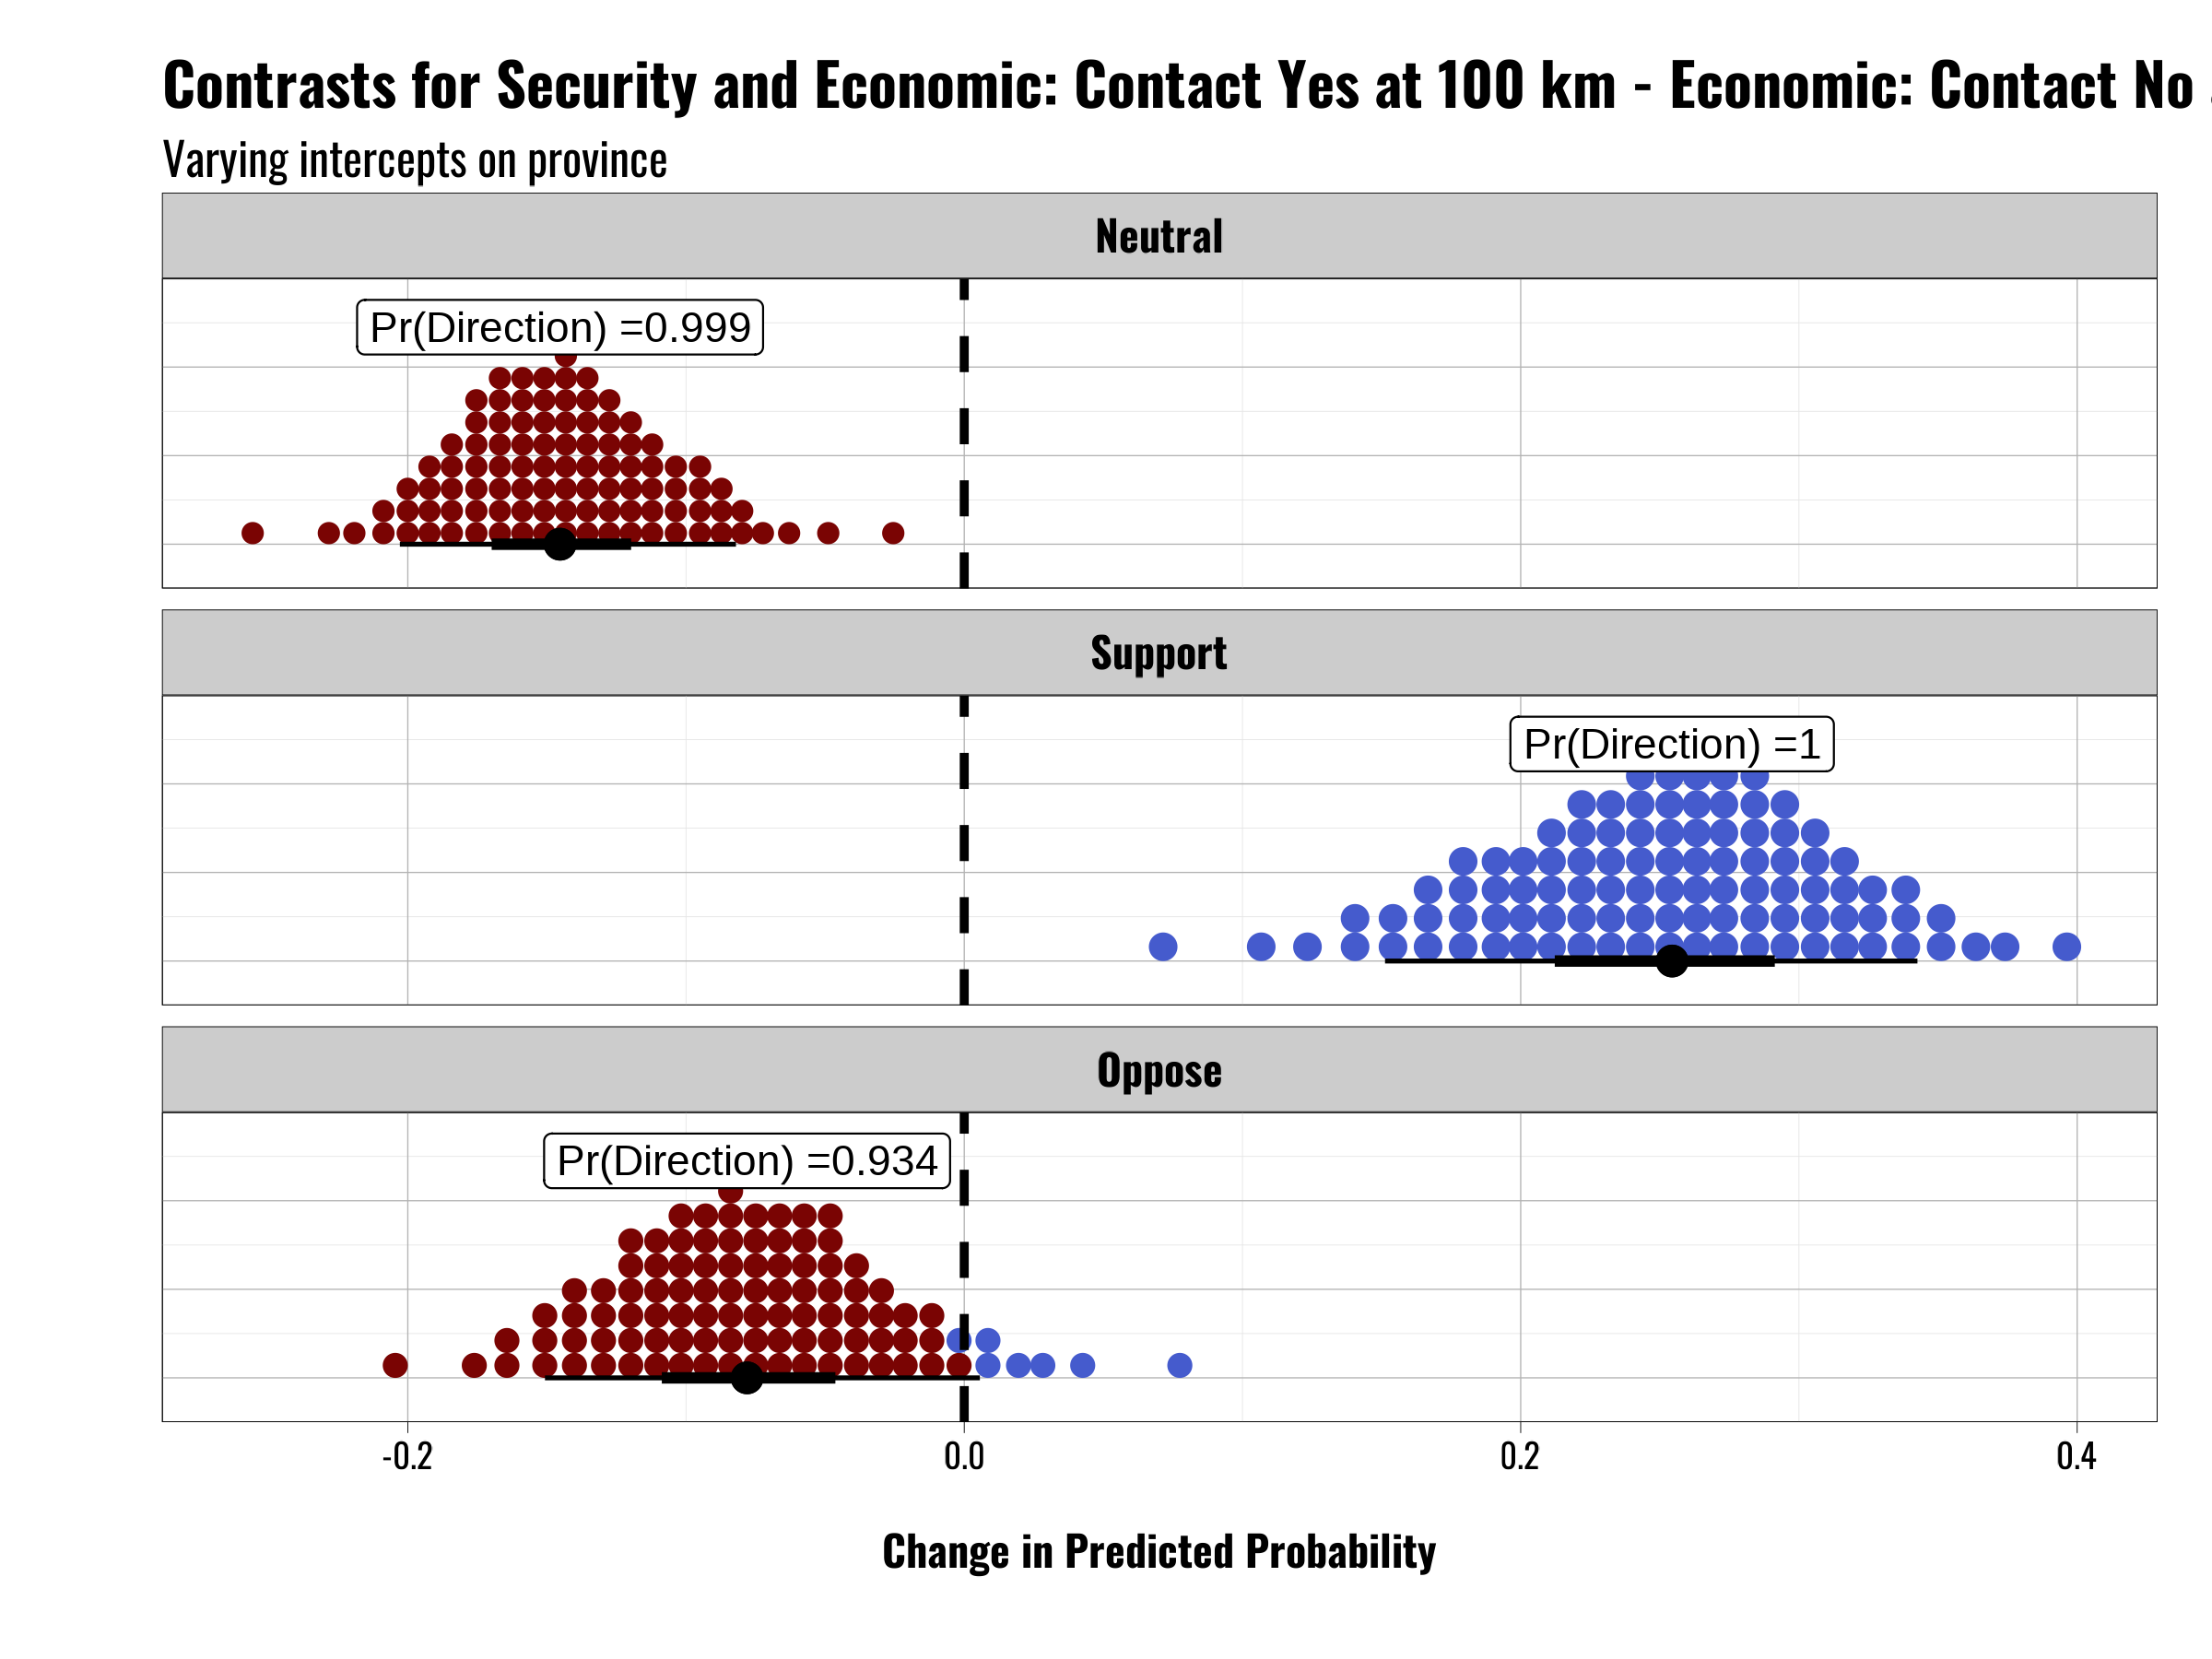 Contrasts for Security and Economic: Contact Yes at 100 km - Economic: Contact No
Varying intercepts on province
Neutral
Pr(Direction) =0.999
Support
Pr(Direction) =1
Oppose
Pr(Direction) =0.934
-0.2 0.0 0.2 0.4
Change in Predicted Probability